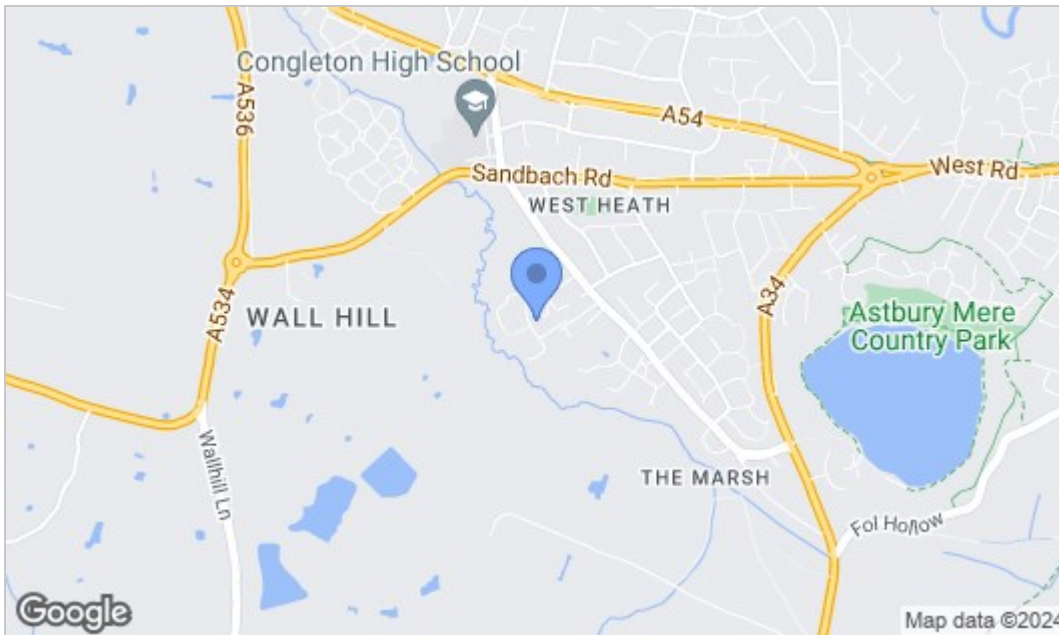 Congleton High School
A536
A54
Sandbach Rd
West Rd
WEST HEATH
A534
WALL HILL
A34
Astbury Mere
Country Park
Wallhill Ln
THE MARSH
Fol Hollow
Google
Map data ©2024